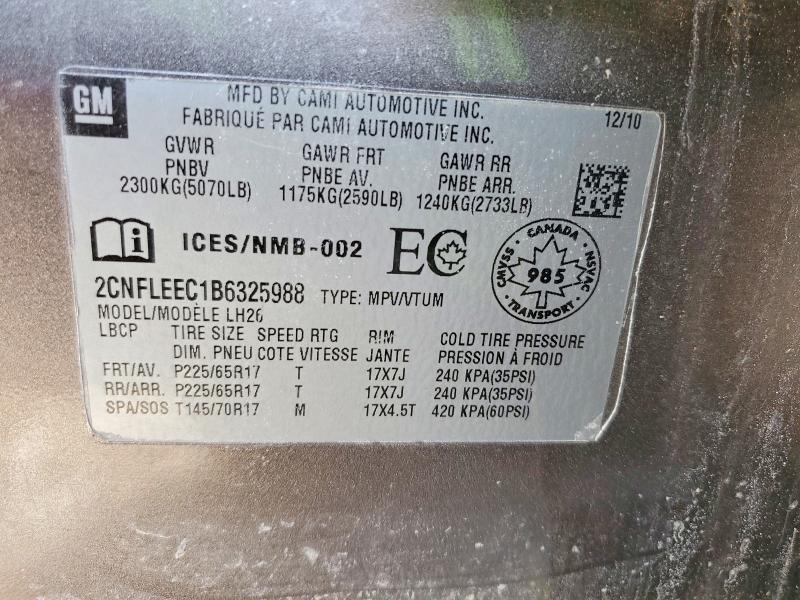 GM
MFD BY CAMI AUTOMOTIVE INC.
FABRIQUÉ PAR CAMI AUTOMOTIVE INC.
12/10
GVWR GAWR FRT GAWR RR
PNBV PNBE AV. PNBE ARR.
2300KG(5070LB) 1175KG(2590LB) 1240KG(2733LB)
i ICES/NMB-002 EC
CMVSS · CANADA · NSVAC
985
· TRANSPORT ·
2CNFLEEC1B6325988 TYPE: MPV/VTUM
MODEL/MODÈLE LH26
LBCP TIRE SIZE SPEED RTG RIM COLD TIRE PRESSURE
DIM. PNEU COTE VITESSE JANTE PRESSION À FROID
FRT/AV. P225/65R17 T 17X7J 240 KPA(35PSI)
RR/ARR. P225/65R17 T 17X7J 240 KPA(35PSI)
SPA/SOS T145/70R17 M 17X4.5T 420 KPA(60PSI)